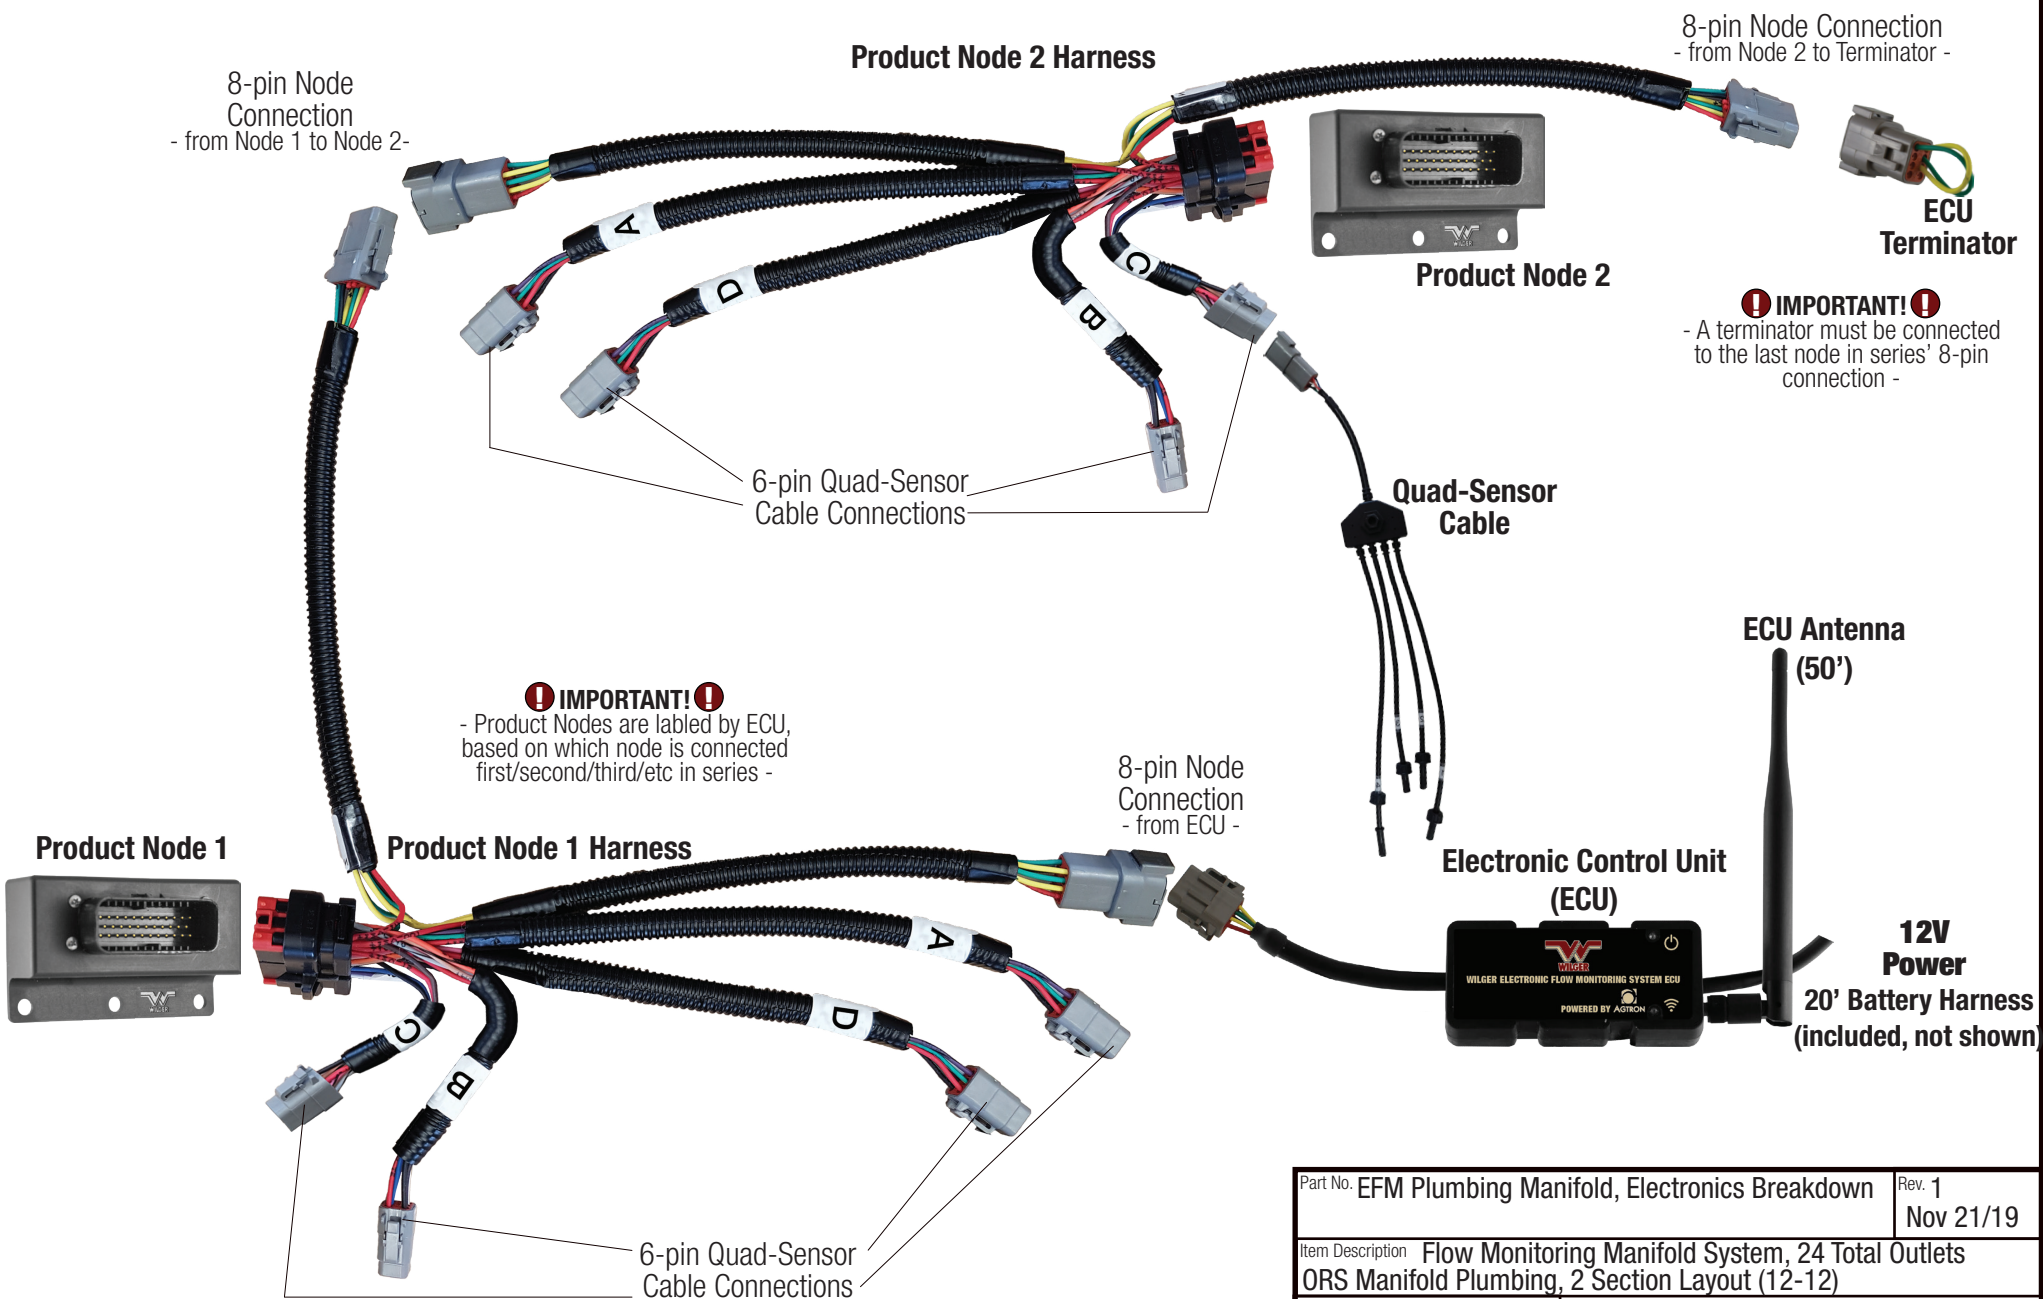 Product Node 2 Harness
8-pin Node Connection
- from Node 2 to Terminator -
8-pin Node
Connection
- from Node 1 to Node 2-
A
D
C
B
WILGER
Product Node 2
ECU
Terminator
! IMPORTANT! !
- A terminator must be connected
to the last node in series’ 8-pin
connection -
6-pin Quad-Sensor
Cable Connections
Quad-Sensor
Cable
ECU Antenna
(50’)
! IMPORTANT! !
- Product Nodes are labled by ECU,
based on which node is connected
first/second/third/etc in series -
8-pin Node
Connection
- from ECU -
Product Node 1
WILGER
Product Node 1 Harness
A
D
C
B
Electronic Control Unit
(ECU)
WILGER
WILGER ELECTRONIC FLOW MONITORING SYSTEM ECU
POWERED BY AGTRON
12V
Power
20’ Battery Harness
(included, not shown)
6-pin Quad-Sensor
Cable Connections
Part No. EFM Plumbing Manifold, Electronics Breakdown
Rev. 1
Nov 21/19
Item Description Flow Monitoring Manifold System, 24 Total Outlets
ORS Manifold Plumbing, 2 Section Layout (12-12)